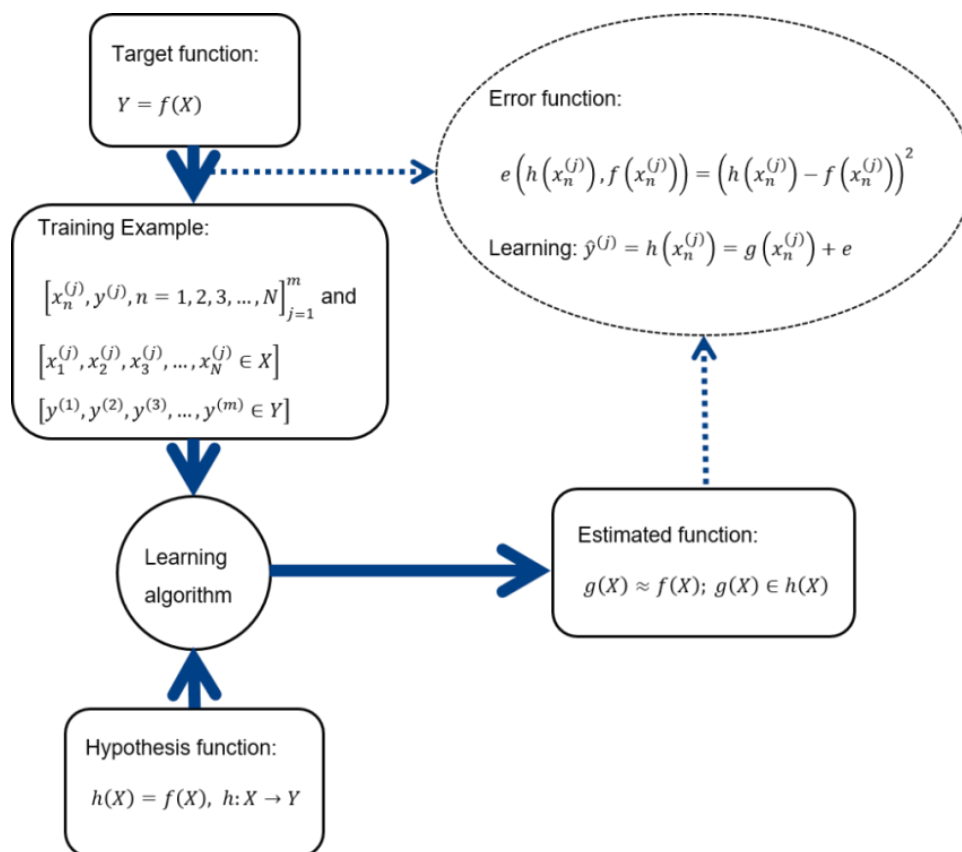 Target function:
Y = f(X)
Error function:
e(h(x_n^{(j)}), f(x_n^{(j)})) = (h(x_n^{(j)}) − f(x_n^{(j)}))^2
Learning: ŷ^{(j)} = h(x_n^{(j)}) = g(x_n^{(j)}) + e
Training Example:
[x_n^{(j)}, y^{(j)}, n = 1, 2, 3, …, N]_{j=1}^{m} and
[x_1^{(j)}, x_2^{(j)}, x_3^{(j)}, …, x_N^{(j)} ∈ X]
[y^{(1)}, y^{(2)}, y^{(3)}, …, y^{(m)} ∈ Y]
Learning
algorithm
Estimated function:
g(X) ≈ f(X); g(X) ∈ h(X)
Hypothesis function:
h(X) = f(X), h: X → Y